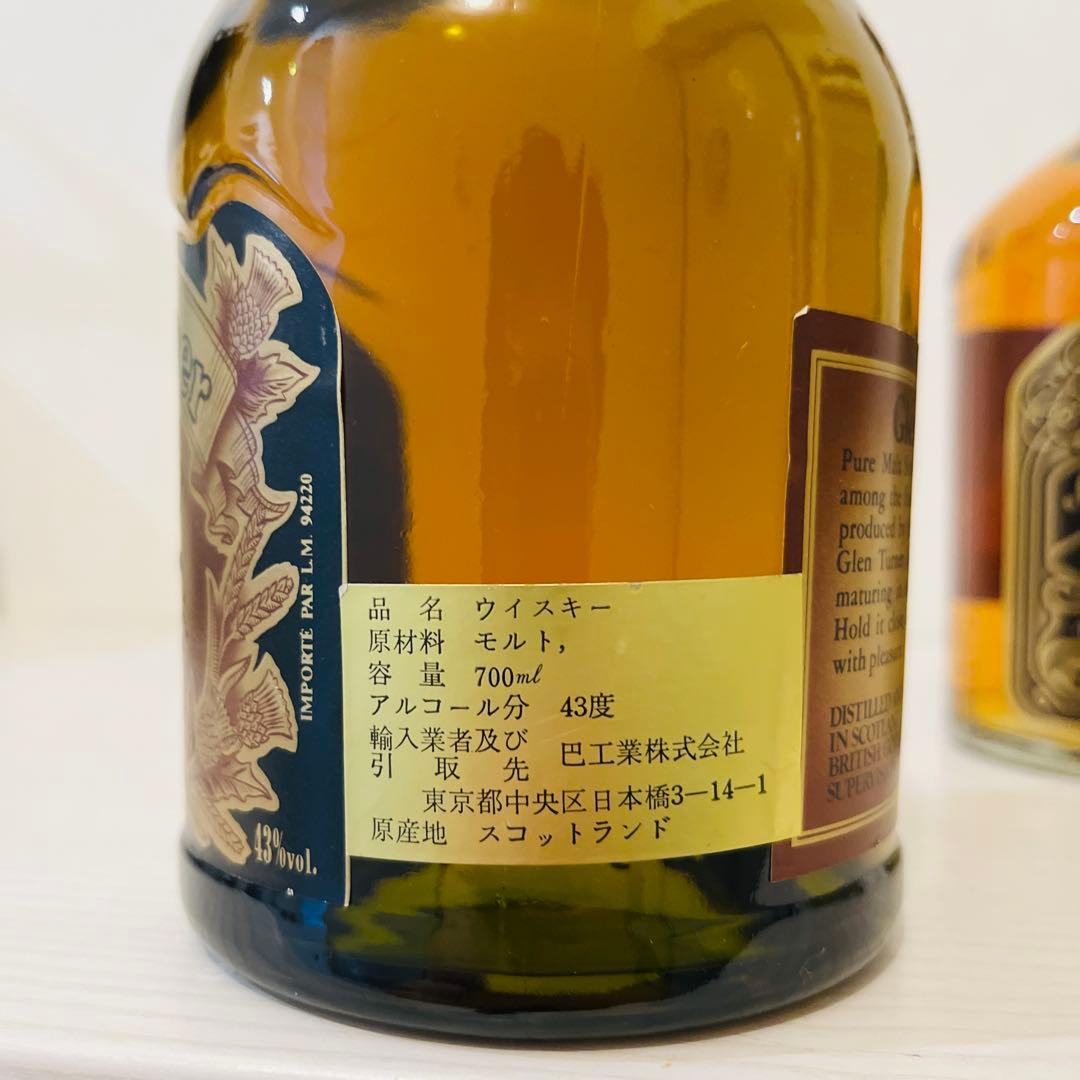 er
IMPORTÉ PAR L.M. 94220
43%vol.
品名 ウイスキー
原材料 モルト,
容量 700ml
アルコール分 43度
輸入業者及び
引取先 巴工業株式会社
東京都中央区日本橋3-14-1
原産地 スコットランド
Pure Malt
among the
produced
Glen Turner
maturing
Hold it
with pleasure
DISTILLED
IN SCOTLAND
BRITISH